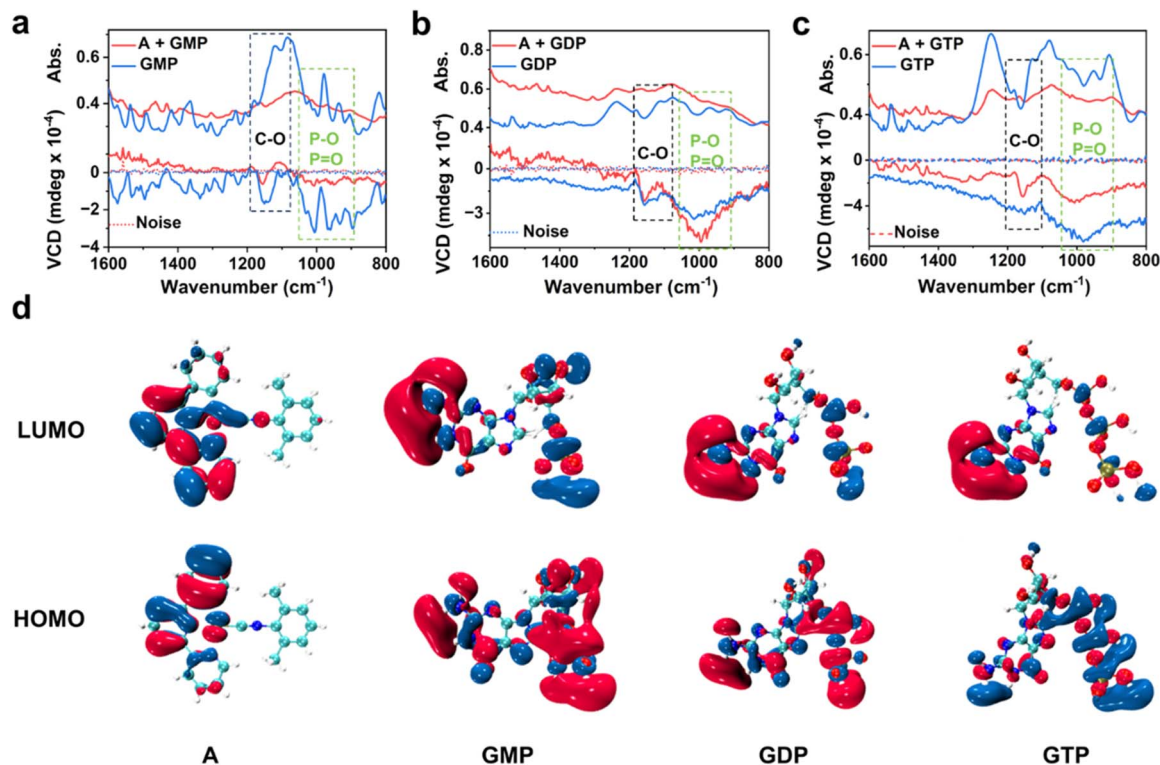 a
A + GMP
GMP
Abs.
0.6
0.4
C-O
P-O
P=O
VCD (mdeg x 10⁻⁴)
0
−2
−4
Noise
1600 1400 1200 1000 800
Wavenumber (cm⁻¹)
b
A + GDP
GDP
Abs.
0.8
0.6
0.4
C-O
P-O
P=O
VCD (mdeg x 10⁻⁴)
0
−3
Noise
1600 1400 1200 1000 800
Wavenumber (cm⁻¹)
c
A + GTP
GTP
Abs.
0.6
0.4
C-O
P-O
P=O
VCD (mdeg x 10⁻⁴)
0
−4
Noise
1600 1400 1200 1000 800
Wavenumber (cm⁻¹)
d
LUMO
HOMO
A GMP GDP GTP